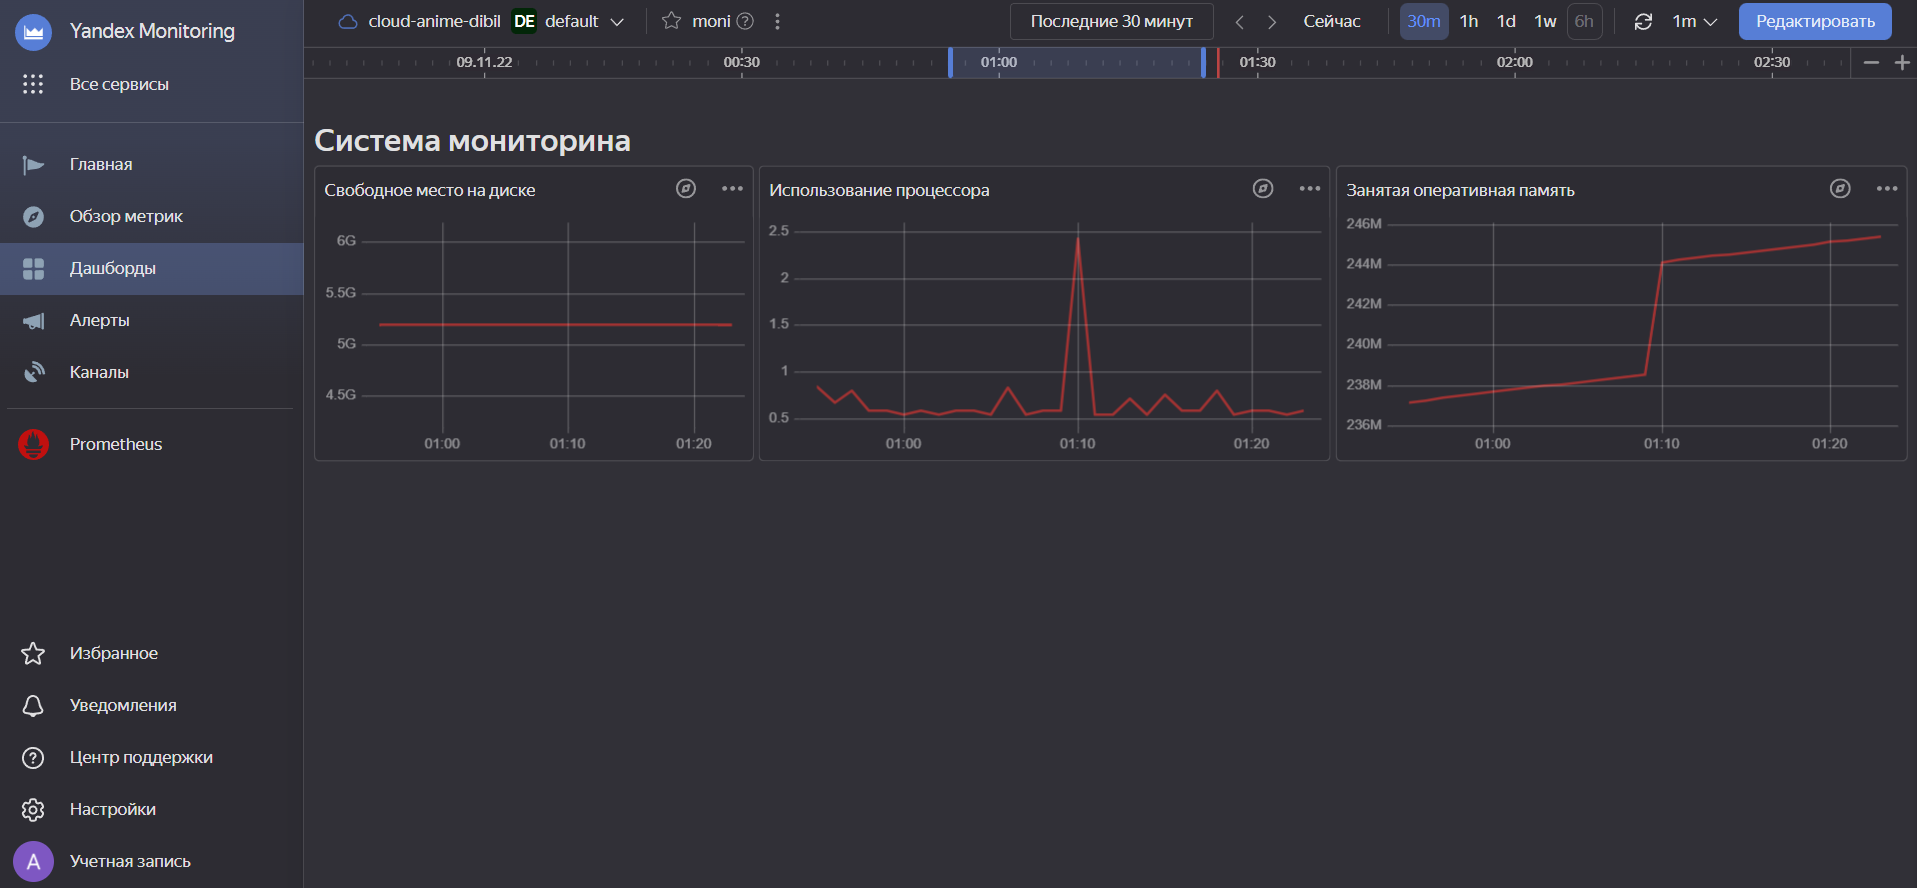 Yandex Monitoring
Все сервисы
Главная
Обзор метрик
Дашборды
Алерты
Каналы
Prometheus
Избранное
Уведомления
Центр поддержки
Настройки
A Учетная запись
cloud-anime-dibil DE default moni Последние 30 минут Сейчас 30m 1h 1d 1w 6h 1m Редактировать
09.11.22 00:30 01:00 01:30 02:00 02:30
Система мониторина
Свободное место на диске
6G
5.5G
5G
4.5G
01:00 01:10 01:20
Использование процессора
2.5
2
1.5
1
0.5
01:00 01:10 01:20
Занятая оперативная память
246M
244M
242M
240M
238M
236M
01:00 01:10 01:20